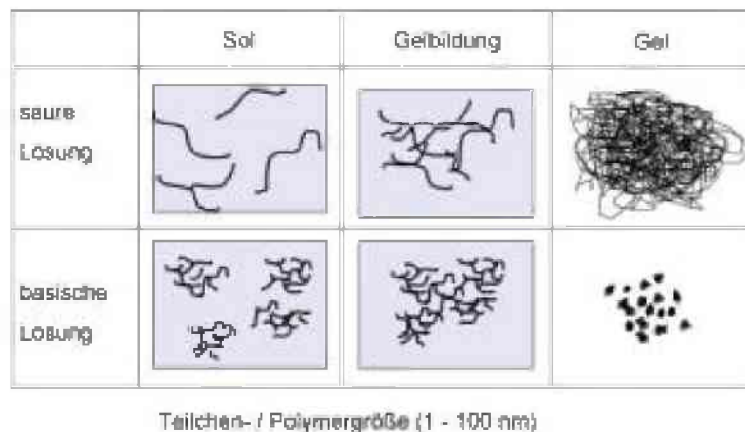 Sol Gelbildung Gel
saure
Lösung
basische
Lösung
Teilchen- / Polymergröße (1 - 100 nm)